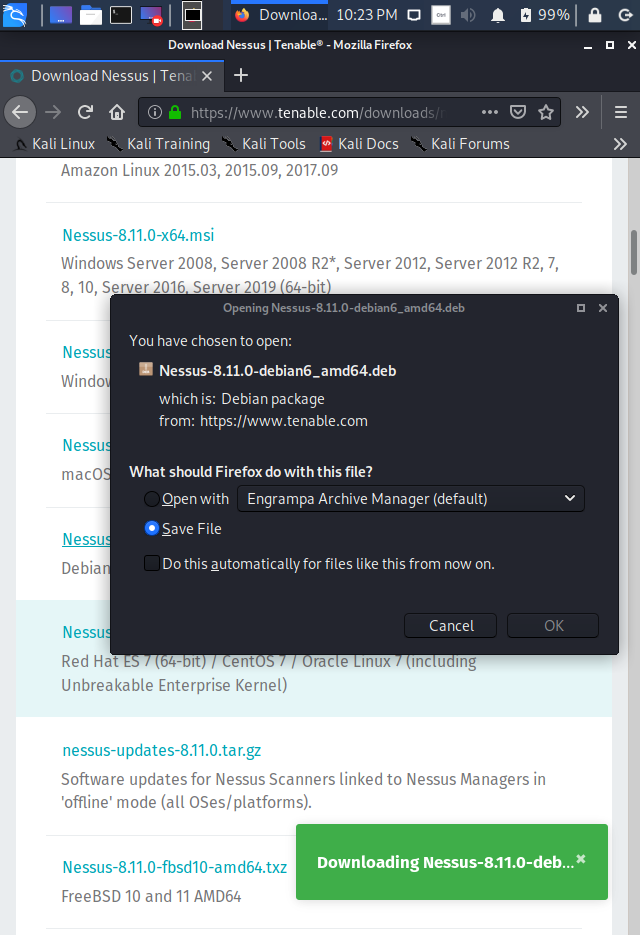 Downloa...
10:23 PM
Ctrl
99%
Download Nessus | Tenable® - Mozilla Firefox
Download Nessus | Tena
https://www.tenable.com/downloads/
Kali Linux
Kali Training
Kali Tools
Kali Docs
Kali Forums
Amazon Linux 2015.03, 2015.09, 2017.09
Nessus-8.11.0-x64.msi
Windows Server 2008, Server 2008 R2*, Server 2012, Server 2012 R2, 7,
8, 10, Server 2016, Server 2019 (64-bit)
Opening Nessus-8.11.0-debian6_amd64.deb
You have chosen to open:
Nessus-8.11.0-debian6_amd64.deb
which is: Debian package
from: https://www.tenable.com
What should Firefox do with this file?
Open with
Engrampa Archive Manager (default)
Save File
Do this automatically for files like this from now on.
Cancel
OK
Nessus
Window
Nessus
macOS
Nessus
Debian
Nessus
Red Hat ES 7 (64-bit) / CentOS 7 / Oracle Linux 7 (including
Unbreakable Enterprise Kernel)
nessus-updates-8.11.0.tar.gz
Software updates for Nessus Scanners linked to Nessus Managers in
'offline' mode (all OSes/platforms).
Nessus-8.11.0-fbsd10-amd64.txz
FreeBSD 10 and 11 AMD64
Downloading Nessus-8.11.0-deb...